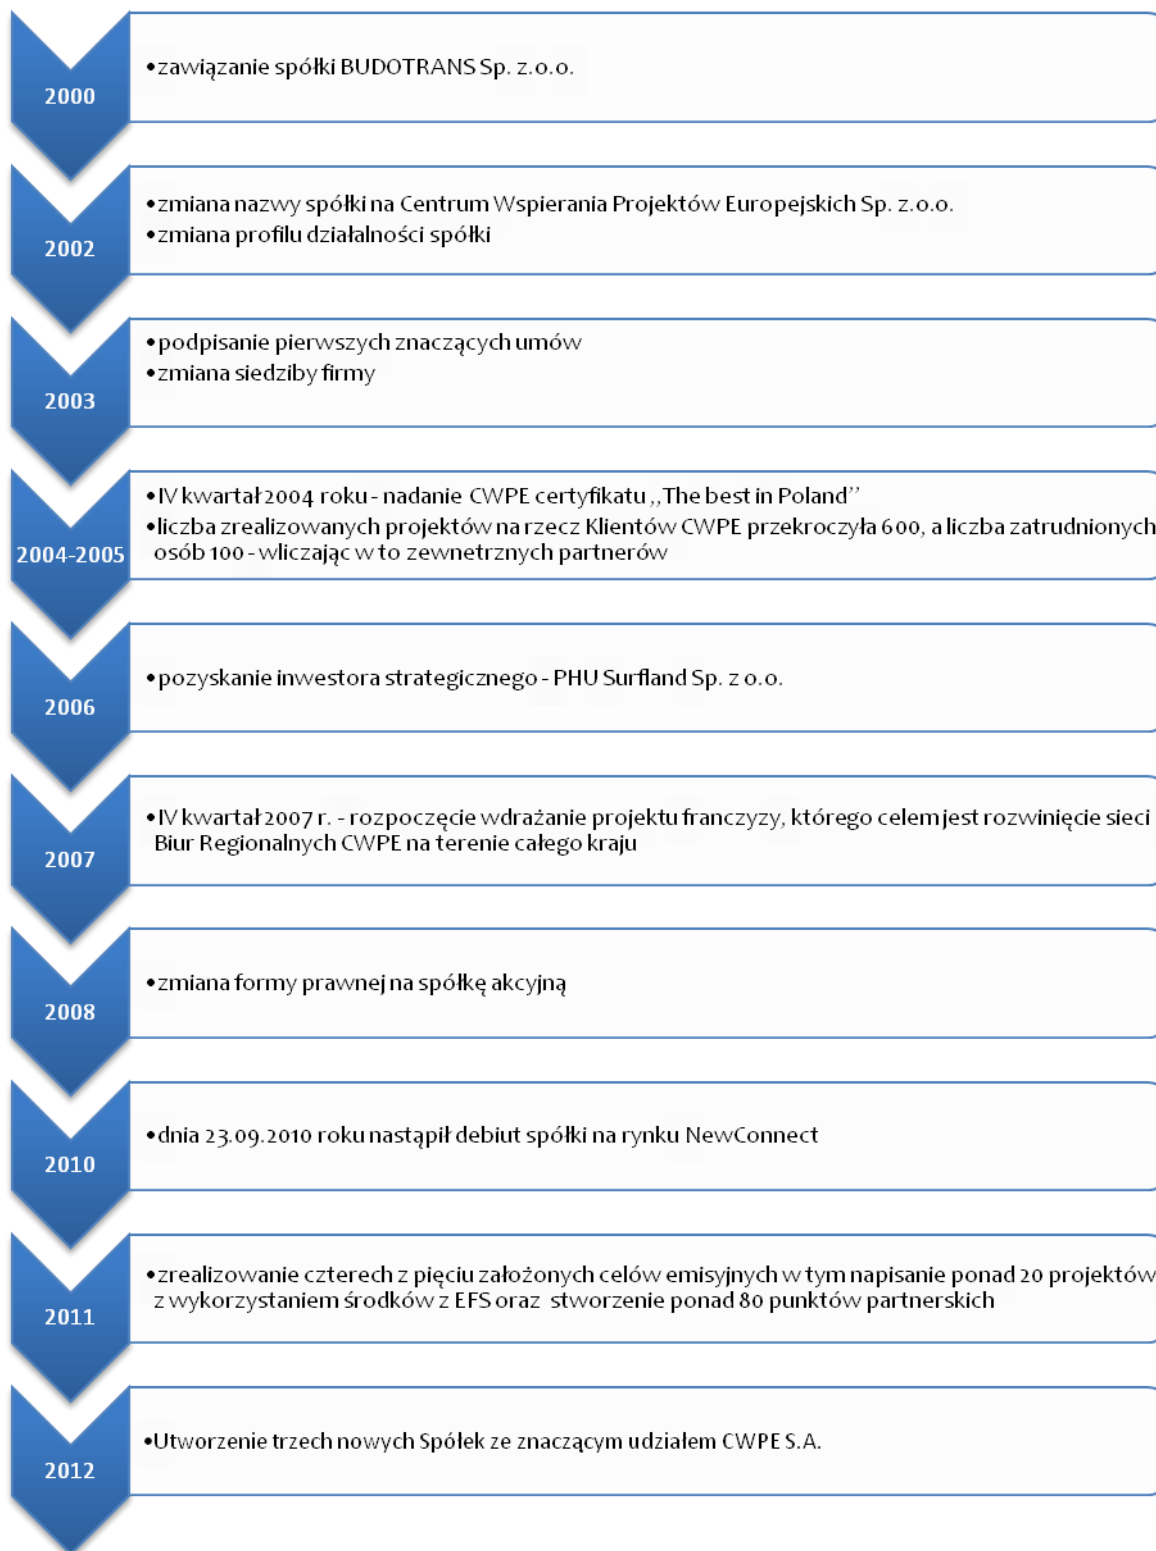 2000
•zawiązanie spółki BUDOTRANS Sp. z.o.o.
2002
•zmiana nazwy spółki na Centrum Wspierania Projektów Europejskich Sp. z.o.o.
•zmiana profilu działalności spółki
2003
•podpisanie pierwszych znaczących umów
•zmiana siedziby firmy
2004-2005
•IV kwartał 2004 roku - nadanie CWPE certyfikatu ,,The best in Poland’’
•liczba zrealizowanych projektów na rzecz Klientów CWPE przekroczyła 600, a liczba zatrudnionych
osób 100 - wliczając w to zewnetrznych partnerów
2006
•pozyskanie inwestora strategicznego - PHU Surfland Sp. z o.o.
2007
•IV kwartał 2007 r. - rozpoczęcie wdrażanie projektu franczyzy, którego celem jest rozwinięcie sieci
Biur Regionalnych CWPE na terenie całego kraju
2008
•zmiana formy prawnej na spółkę akcyjną
2010
•dnia 23.09.2010 roku nastąpił debiut spółki na rynku NewConnect
2011
•zrealizowanie czterech z pięciu założonych celów emisyjnych w tym napisanie ponad 20 projektów
z wykorzystaniem środków z EFS oraz stworzenie ponad 80 punktów partnerskich
2012
•Utworzenie trzech nowych Spółek ze znaczącym udziałem CWPE S.A.